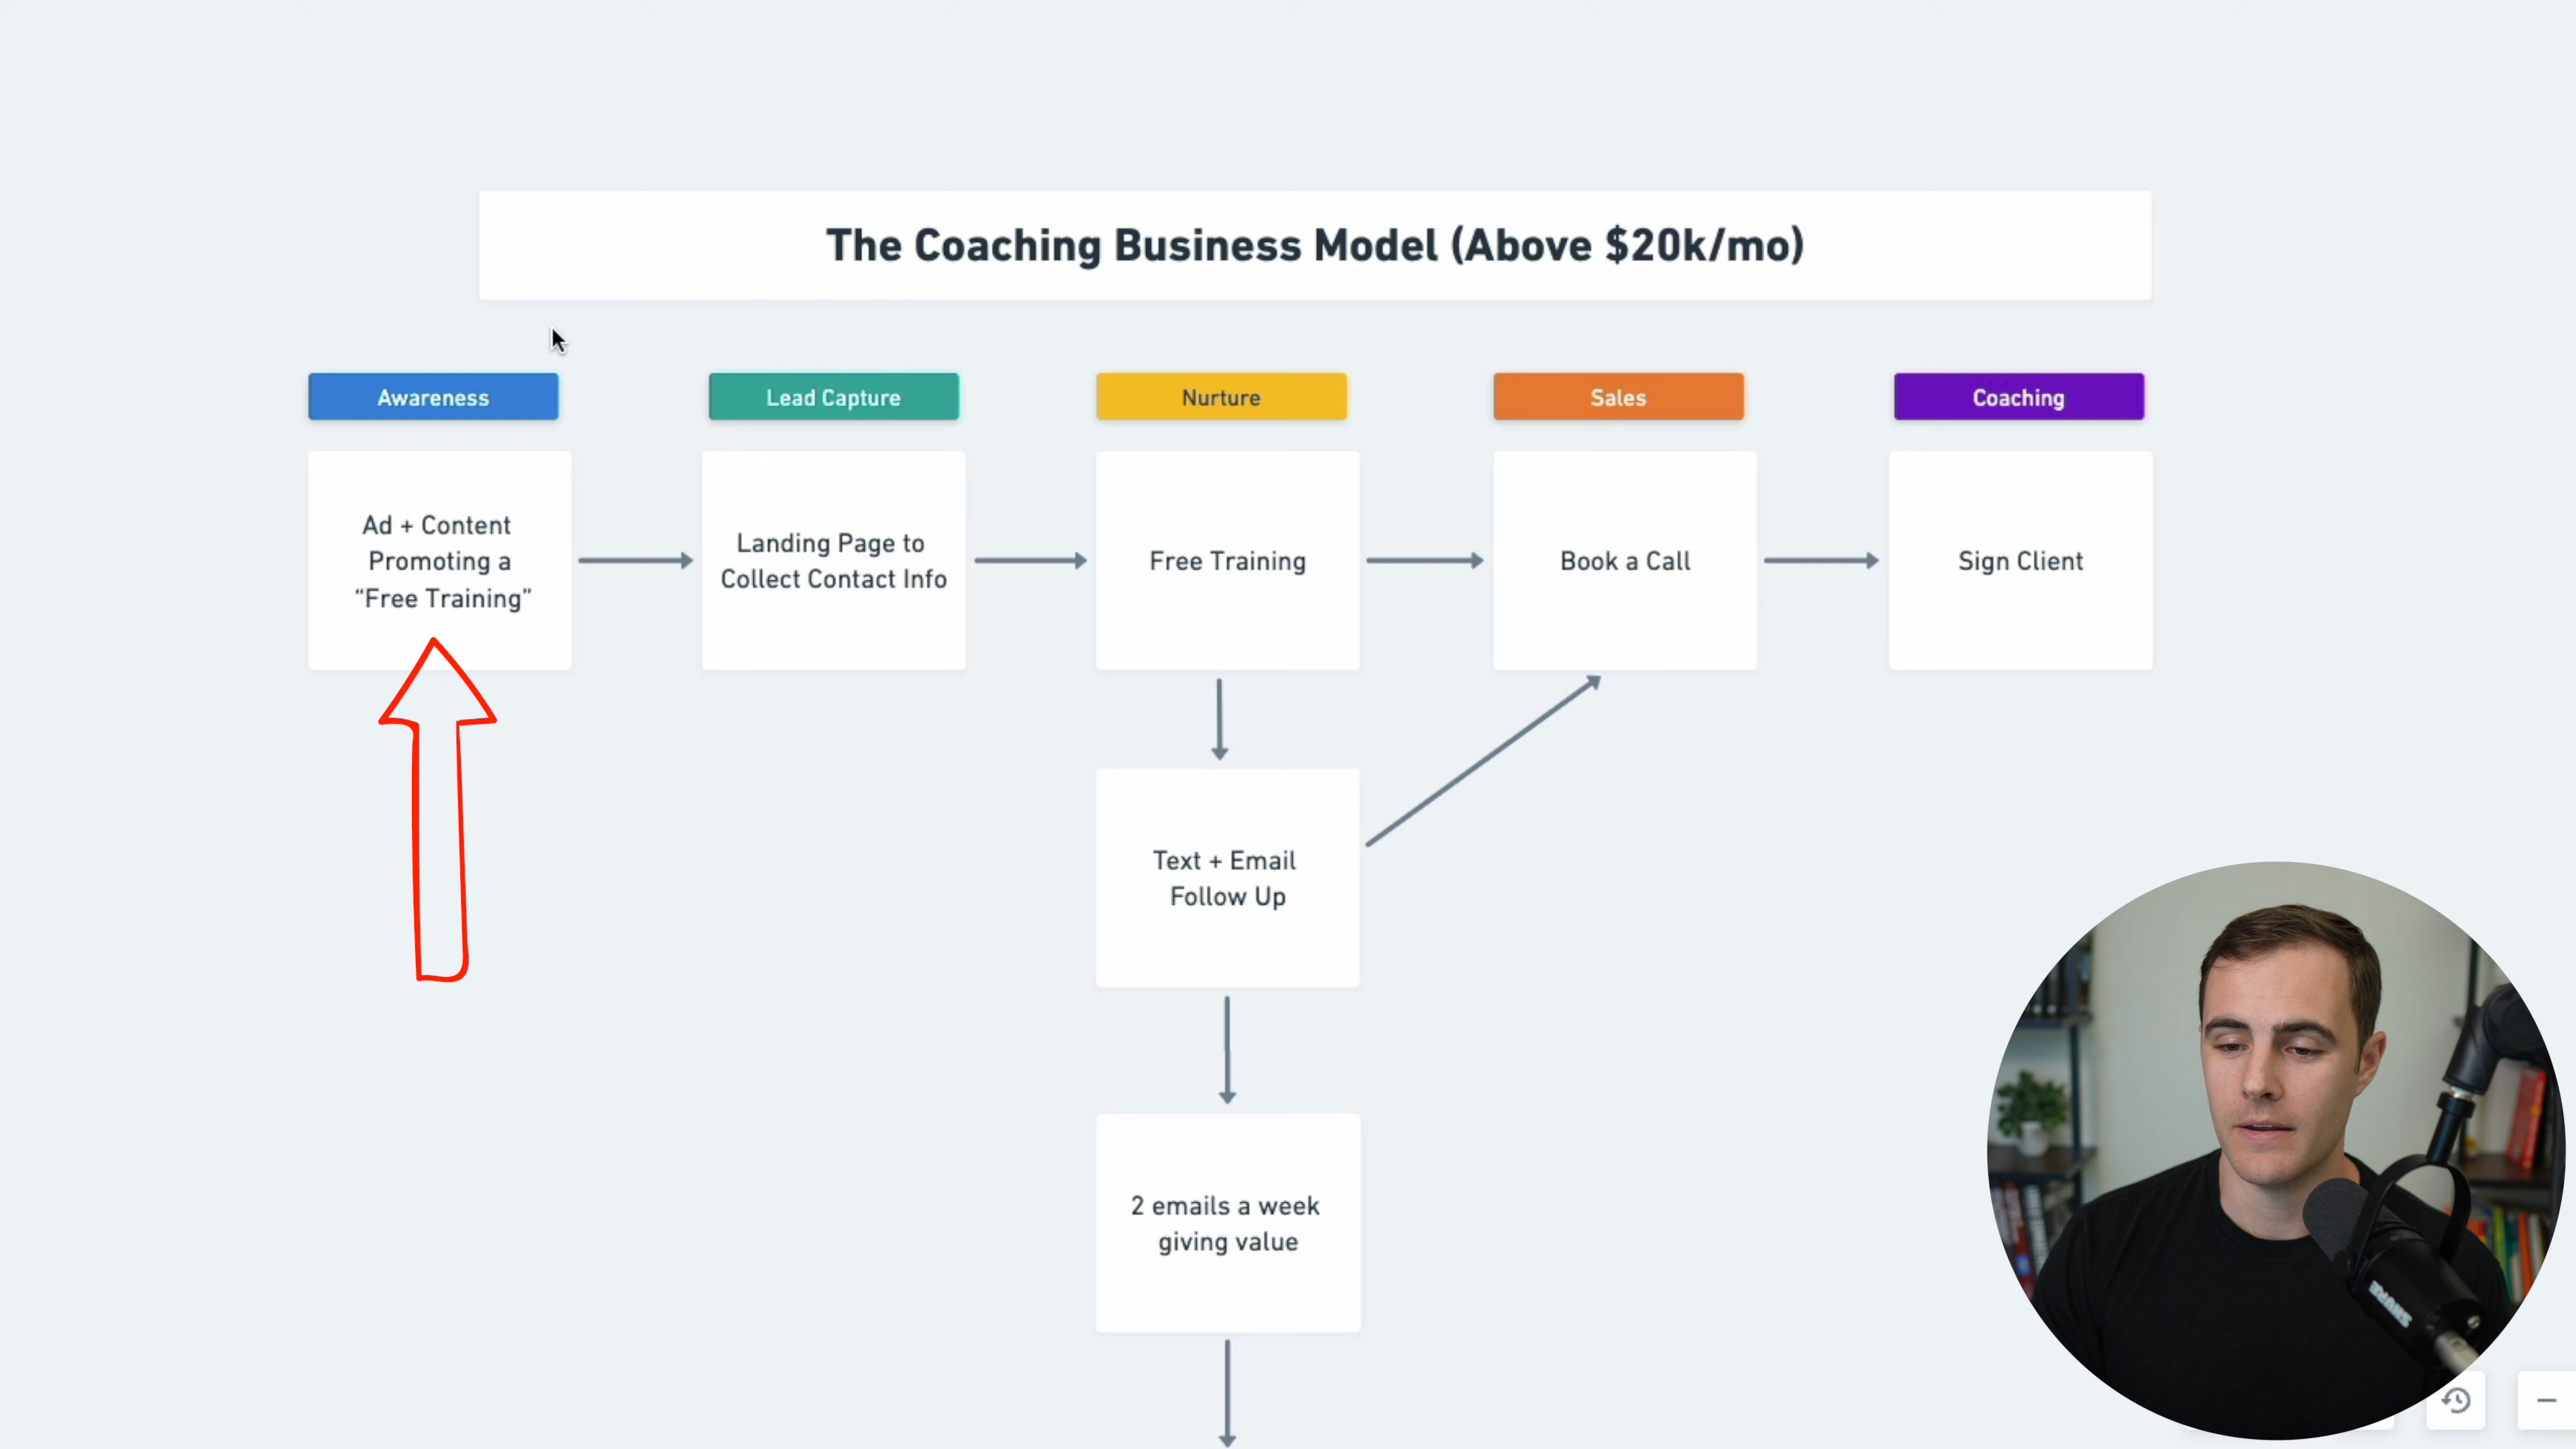 The Coaching Business Model (Above $20k/mo)
Awareness
Lead Capture
Nurture
Sales
Coaching
Ad + Content
Promoting a
“Free Training”
Landing Page to
Collect Contact Info
Free Training
Book a Call
Sign Client
Text + Email
Follow Up
2 emails a week
giving value
SHURE